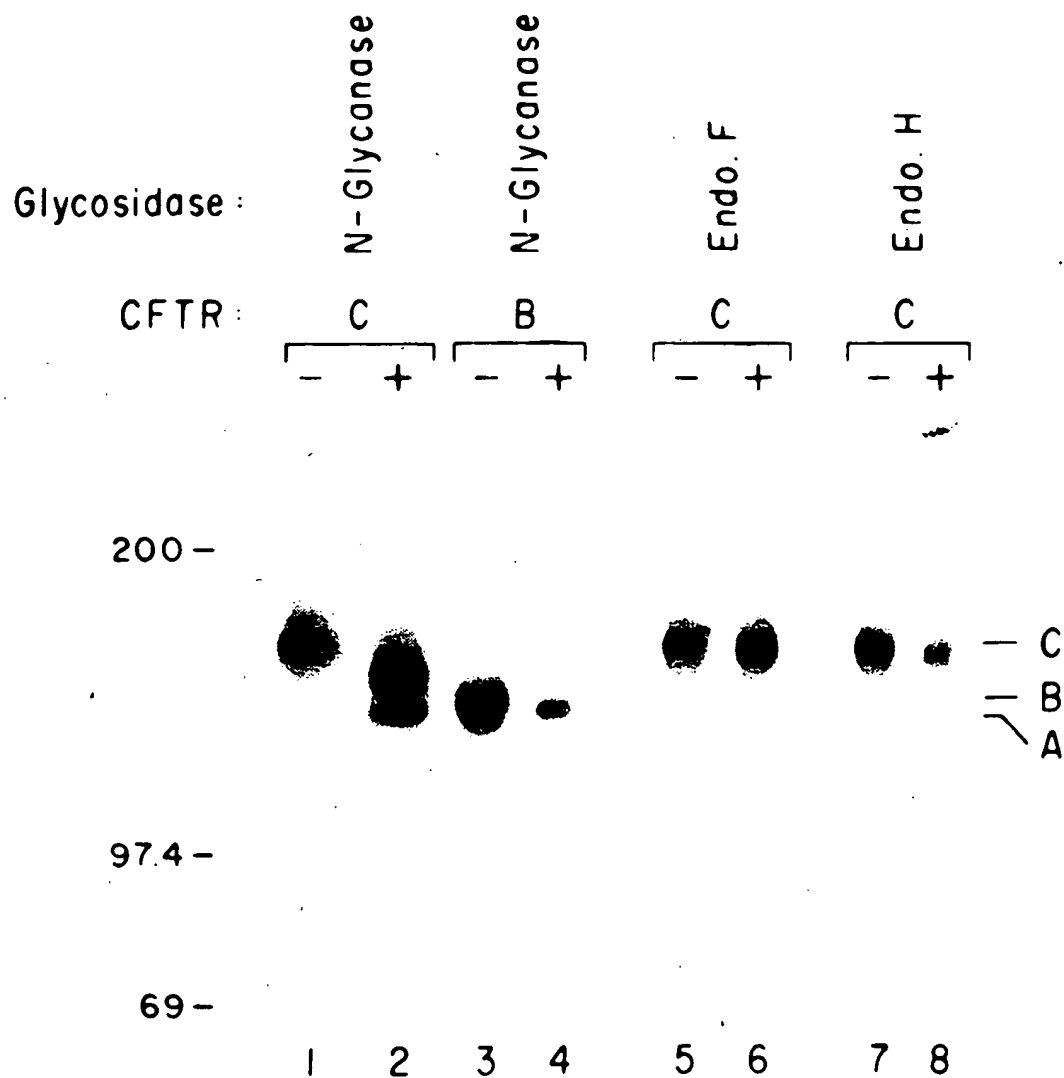 N-Glycanase N-Glycanase Endo. F Endo. H
Glycosidase :
CFTR : C B C C
- + - + - + - +
200 -
C
B
A
97.4 -
69 -
1 2 3 4 5 6 7 8